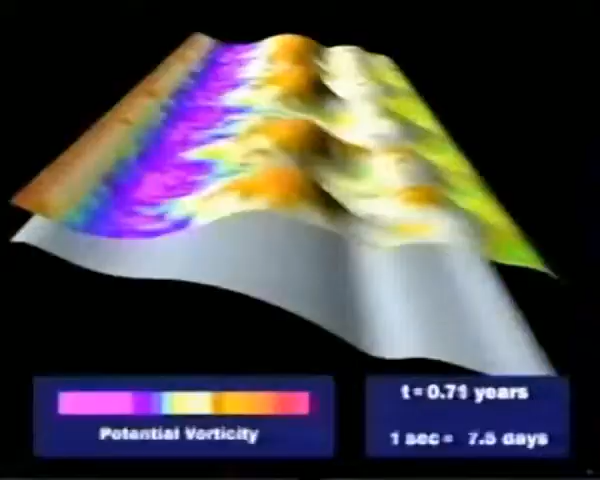 Potential Vorticity
t = 0.71 years
1 sec = 7.5 days